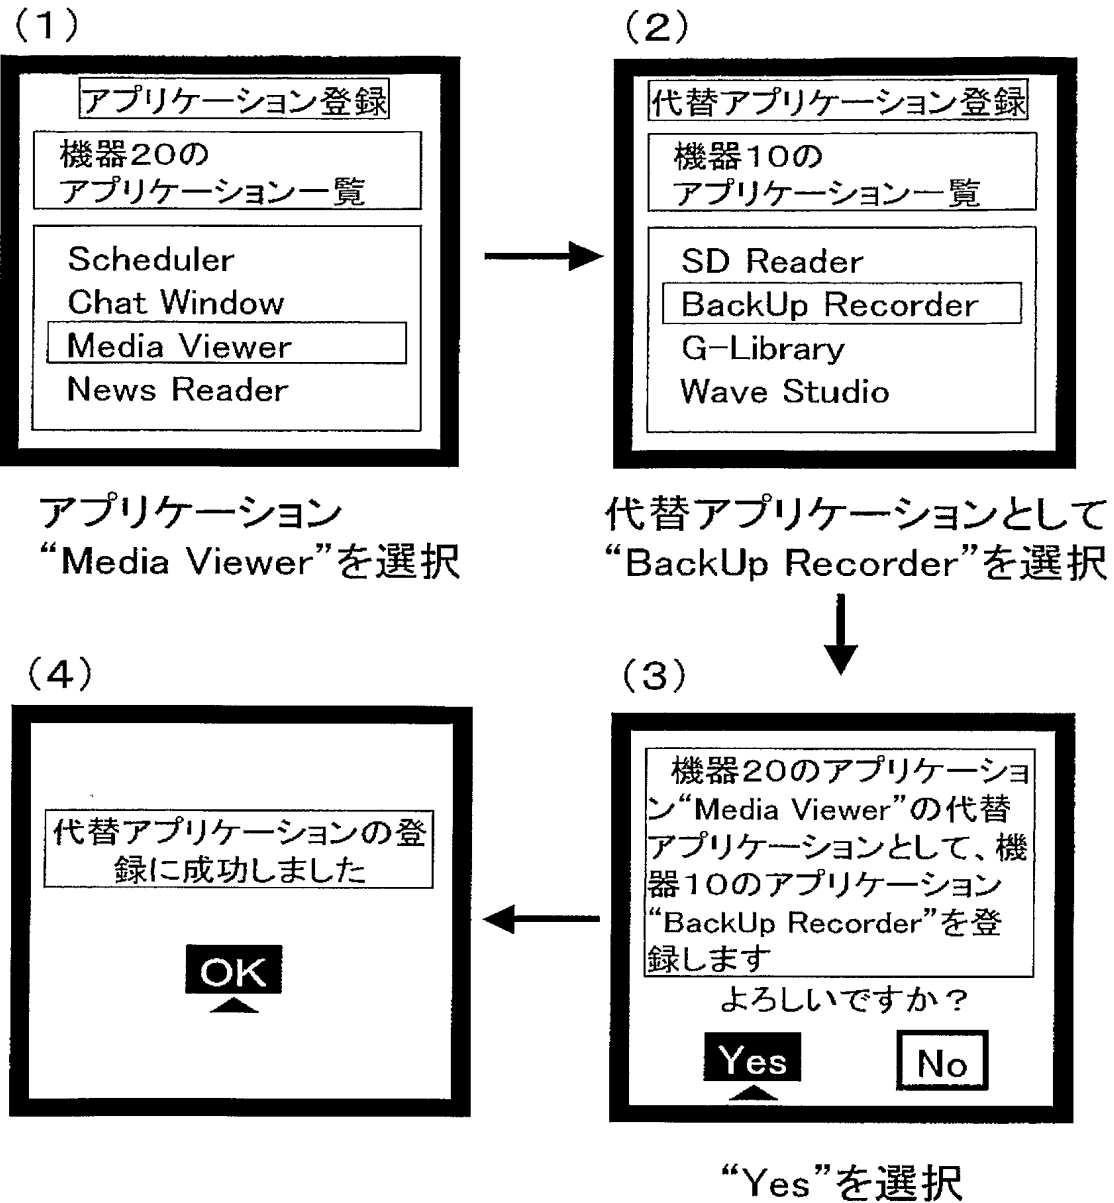 (1)
アプリケーション登録
機器20の
アプリケーション一覧
Scheduler
Chat Window
Media Viewer
News Reader
アプリケーション
“Media Viewer”を選択
(2)
代替アプリケーション登録
機器10の
アプリケーション一覧
SD Reader
BackUp Recorder
G-Library
Wave Studio
代替アプリケーションとして
“BackUp Recorder”を選択
(3)
機器20のアプリケーショ
ン“Media Viewer”の代替
アプリケーションとして、機
器10のアプリケーション
“BackUp Recorder”を登
録します
よろしいですか？
Yes
No
“Yes”を選択
(4)
代替アプリケーションの登
録に成功しました
OK